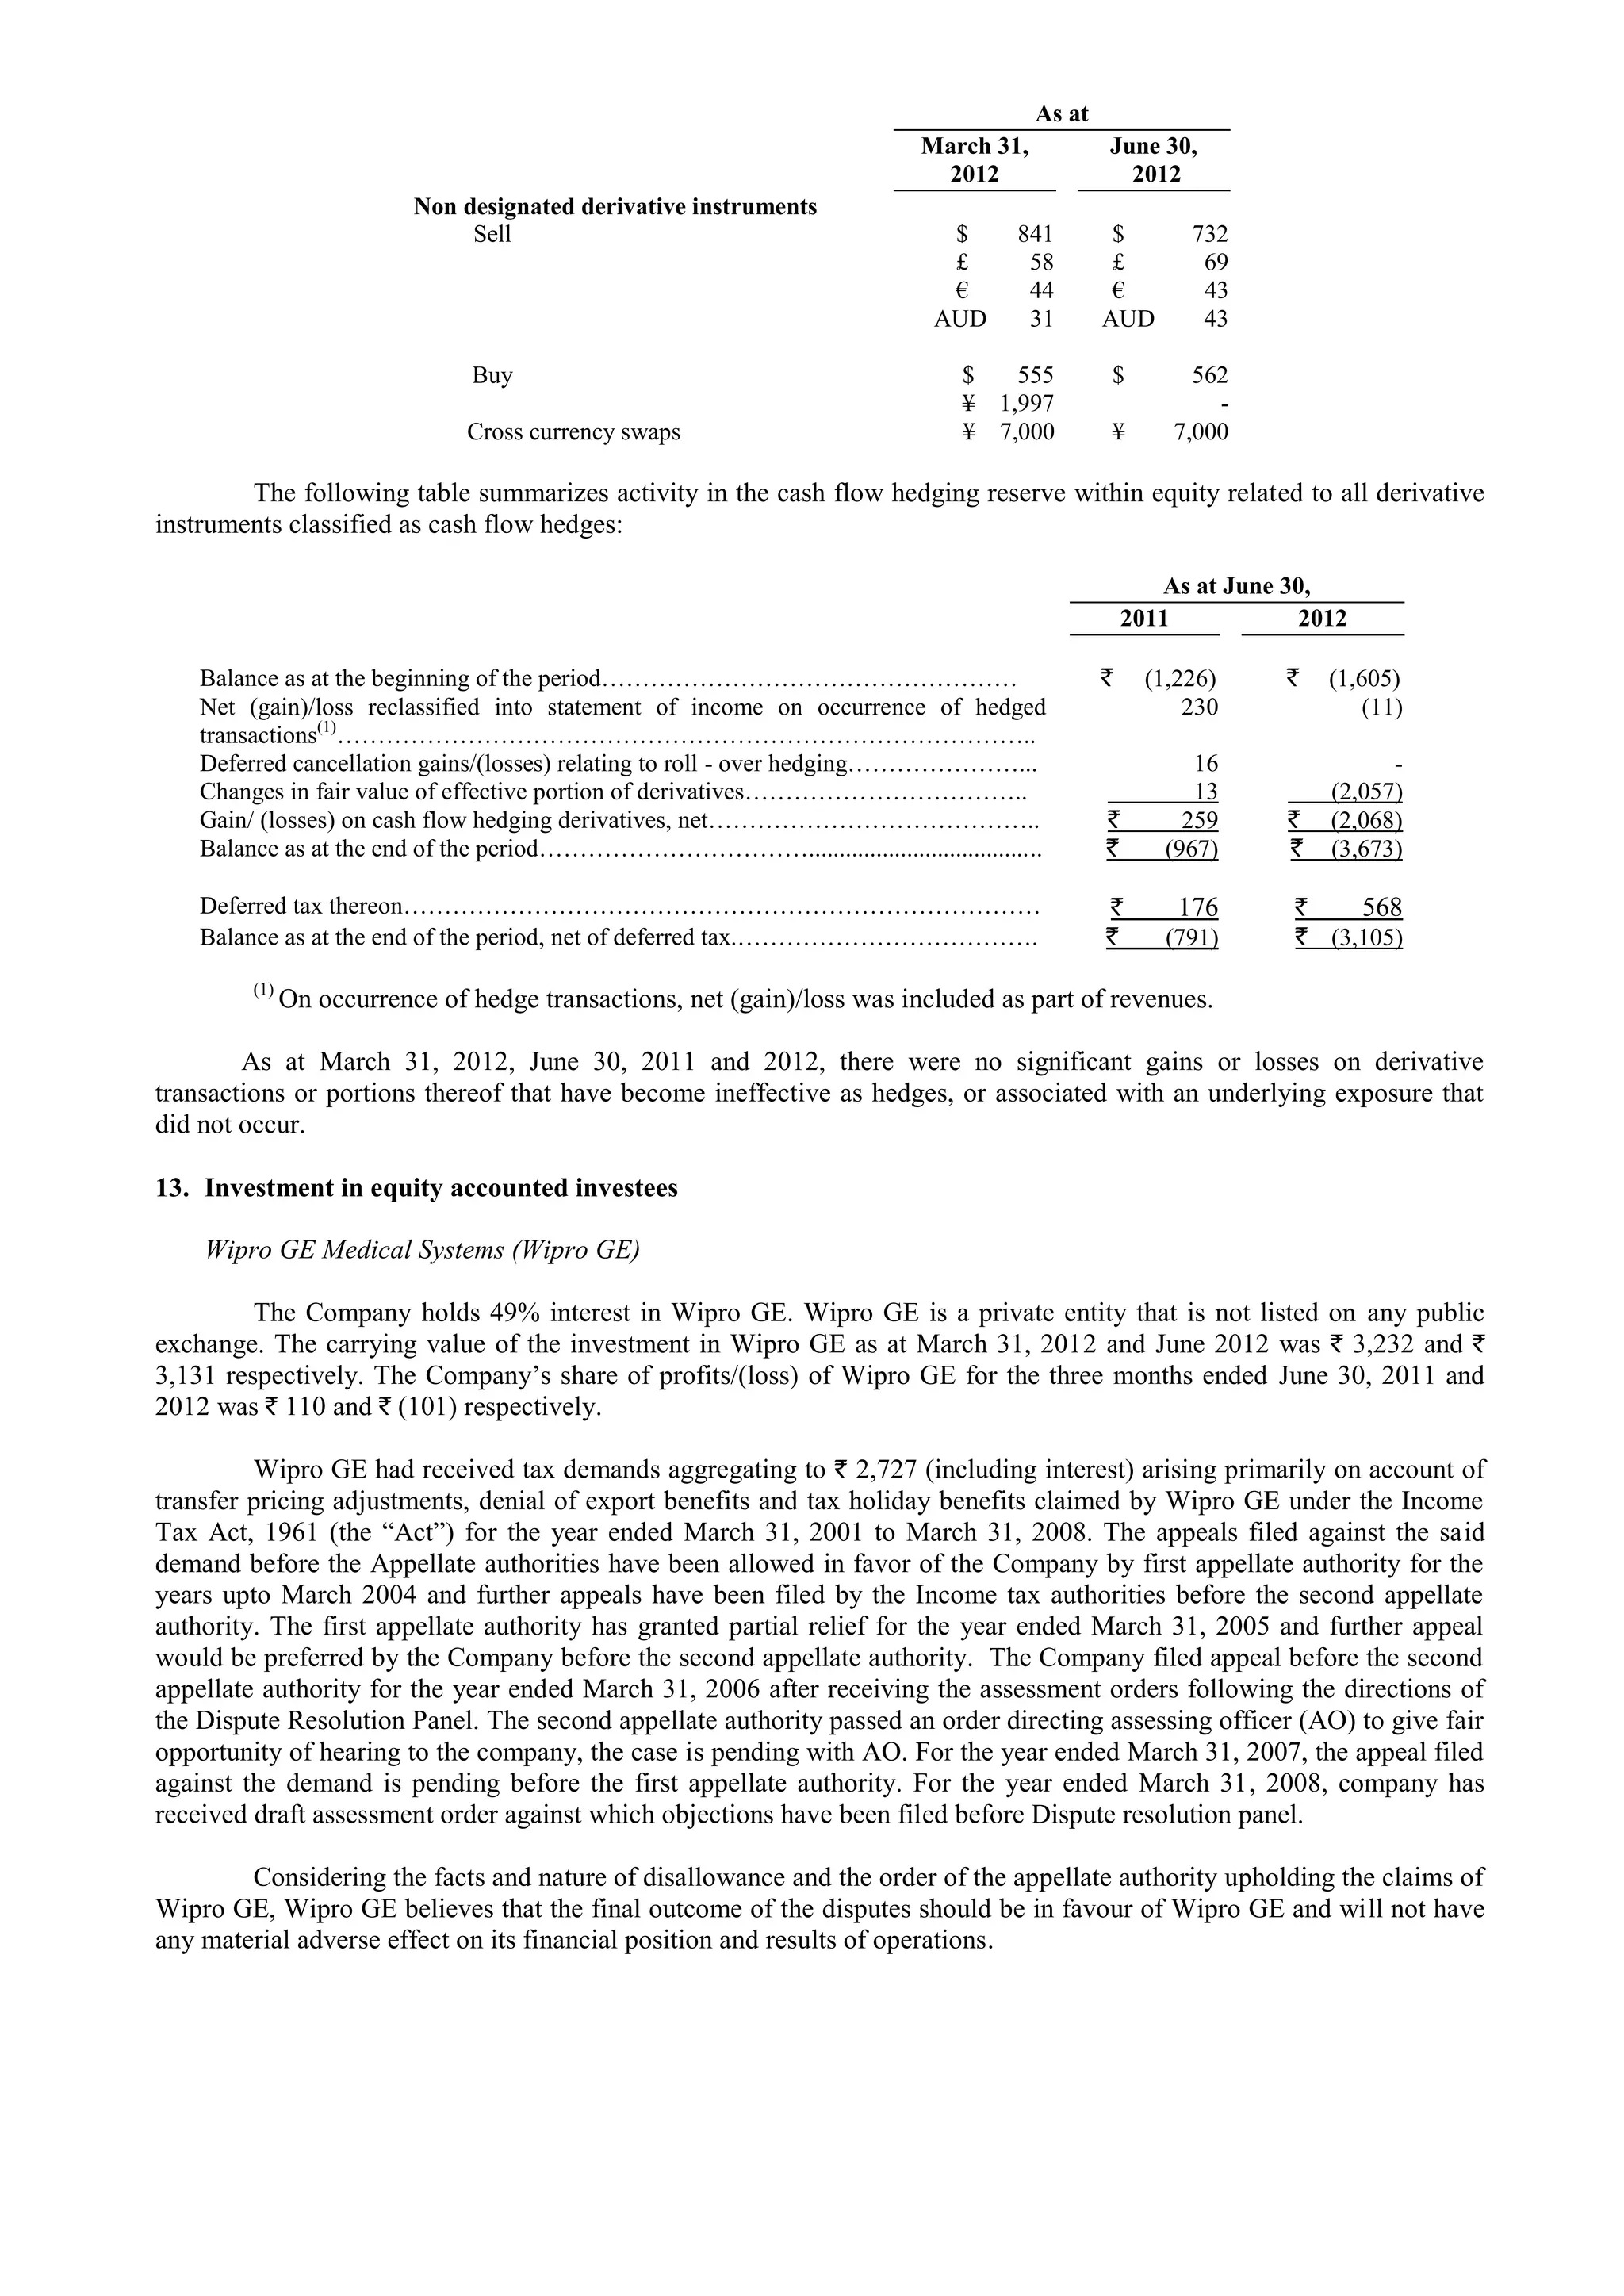 As at
March 31, 2012 June 30, 2012
Non designated derivative instruments
Sell $ 841 $ 732
£ 58 £ 69
€ 44 € 43
AUD 31 AUD 43
Buy $ 555 $ 562
¥ 1,997 -
Cross currency swaps ¥ 7,000 ¥ 7,000
The following table summarizes activity in the cash flow hedging reserve within equity related to all derivative
instruments classified as cash flow hedges:
As at June 30,
2011 2012
Balance as at the beginning of the period…………………………………………… ₹ (1,226) ₹ (1,605)
Net (gain)/loss reclassified into statement of income on occurrence of hedged 230 (11)
transactions(1)…………………………………………………………………………..
Deferred cancellation gains/(losses) relating to roll - over hedging…………………... 16 -
Changes in fair value of effective portion of derivatives…………………………….. 13 (2,057)
Gain/ (losses) on cash flow hedging derivatives, net………………………………….. ₹ 259 ₹ (2,068)
Balance as at the end of the period……………………………...................................…. ₹ (967) ₹ (3,673)
Deferred tax thereon…………………………………………………………………… ₹ 176 ₹ 568
Balance as at the end of the period, net of deferred tax.………………………………. ₹ (791) ₹ (3,105)
(1) On occurrence of hedge transactions, net (gain)/loss was included as part of revenues.
As at March 31, 2012, June 30, 2011 and 2012, there were no significant gains or losses on derivative
transactions or portions thereof that have become ineffective as hedges, or associated with an underlying exposure that
did not occur.
13. Investment in equity accounted investees
Wipro GE Medical Systems (Wipro GE)
The Company holds 49% interest in Wipro GE. Wipro GE is a private entity that is not listed on any public
exchange. The carrying value of the investment in Wipro GE as at March 31, 2012 and June 2012 was ₹ 3,232 and ₹
3,131 respectively. The Company’s share of profits/(loss) of Wipro GE for the three months ended June 30, 2011 and
2012 was ₹ 110 and ₹ (101) respectively.
Wipro GE had received tax demands aggregating to ₹ 2,727 (including interest) arising primarily on account of
transfer pricing adjustments, denial of export benefits and tax holiday benefits claimed by Wipro GE under the Income
Tax Act, 1961 (the “Act”) for the year ended March 31, 2001 to March 31, 2008. The appeals filed against the said
demand before the Appellate authorities have been allowed in favor of the Company by first appellate authority for the
years upto March 2004 and further appeals have been filed by the Income tax authorities before the second appellate
authority. The first appellate authority has granted partial relief for the year ended March 31, 2005 and further appeal
would be preferred by the Company before the second appellate authority. The Company filed appeal before the second
appellate authority for the year ended March 31, 2006 after receiving the assessment orders following the directions of
the Dispute Resolution Panel. The second appellate authority passed an order directing assessing officer (AO) to give fair
opportunity of hearing to the company, the case is pending with AO. For the year ended March 31, 2007, the appeal filed
against the demand is pending before the first appellate authority. For the year ended March 31, 2008, company has
received draft assessment order against which objections have been filed before Dispute resolution panel.
Considering the facts and nature of disallowance and the order of the appellate authority upholding the claims of
Wipro GE, Wipro GE believes that the final outcome of the disputes should be in favour of Wipro GE and will not have
any material adverse effect on its financial position and results of operations.